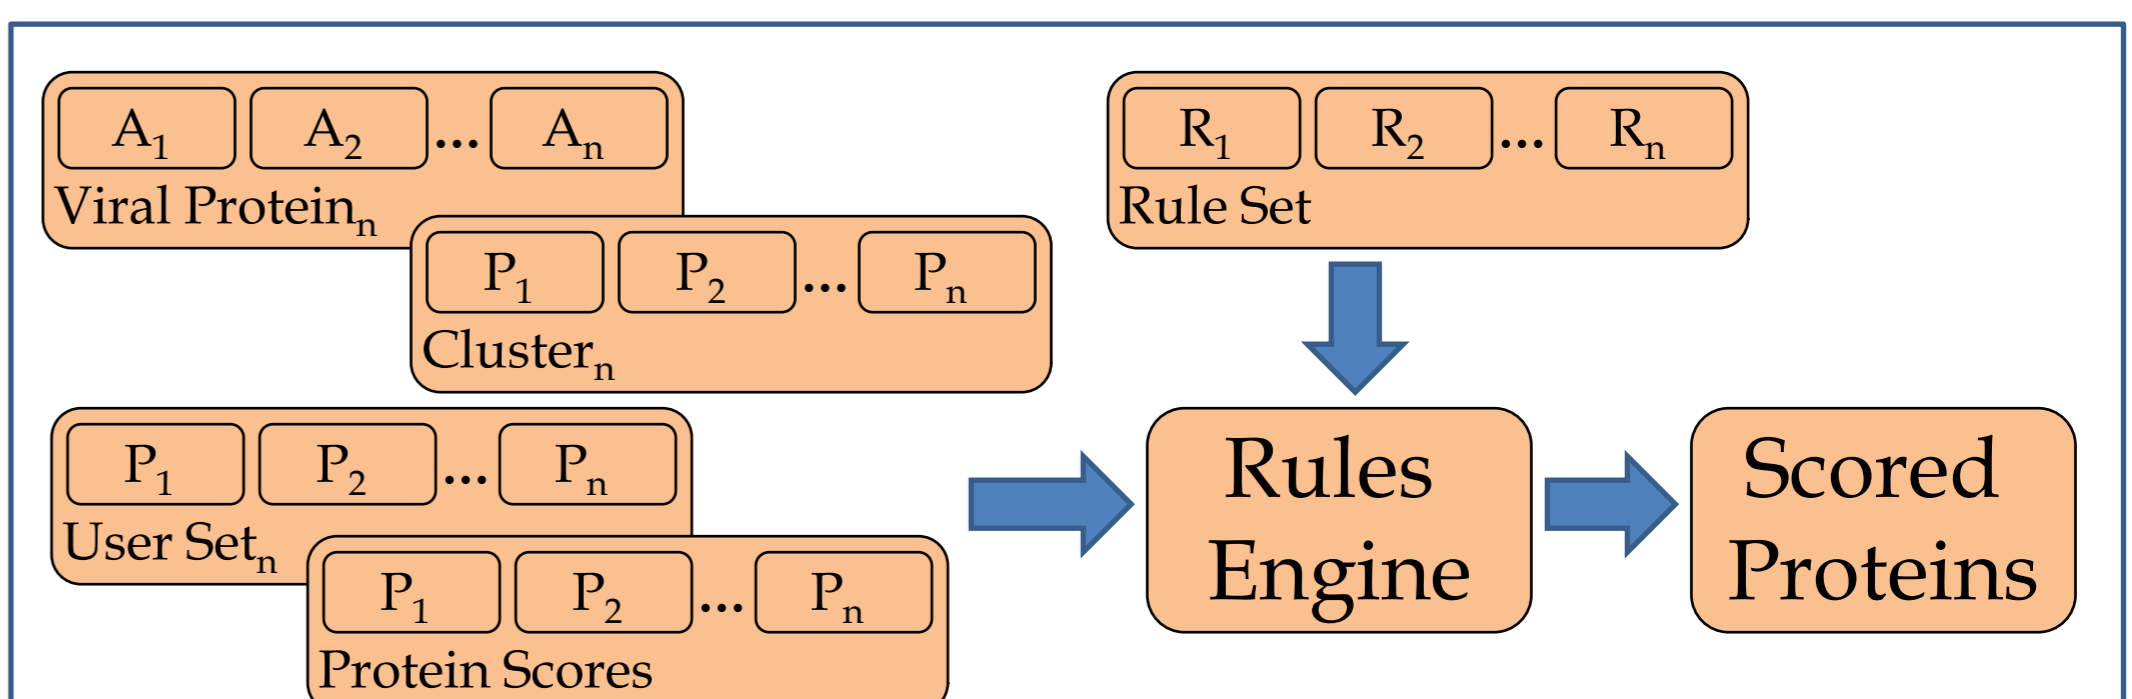 A₁ A₂ ... Aₙ
Viral Proteinₙ
P₁ P₂ ... Pₙ
Clusterₙ
P₁ P₂ ... Pₙ
User Setₙ
P₁ P₂ ... Pₙ
Protein Scores
R₁ R₂ ... Rₙ
Rule Set
Rules
Engine
Scored
Proteins